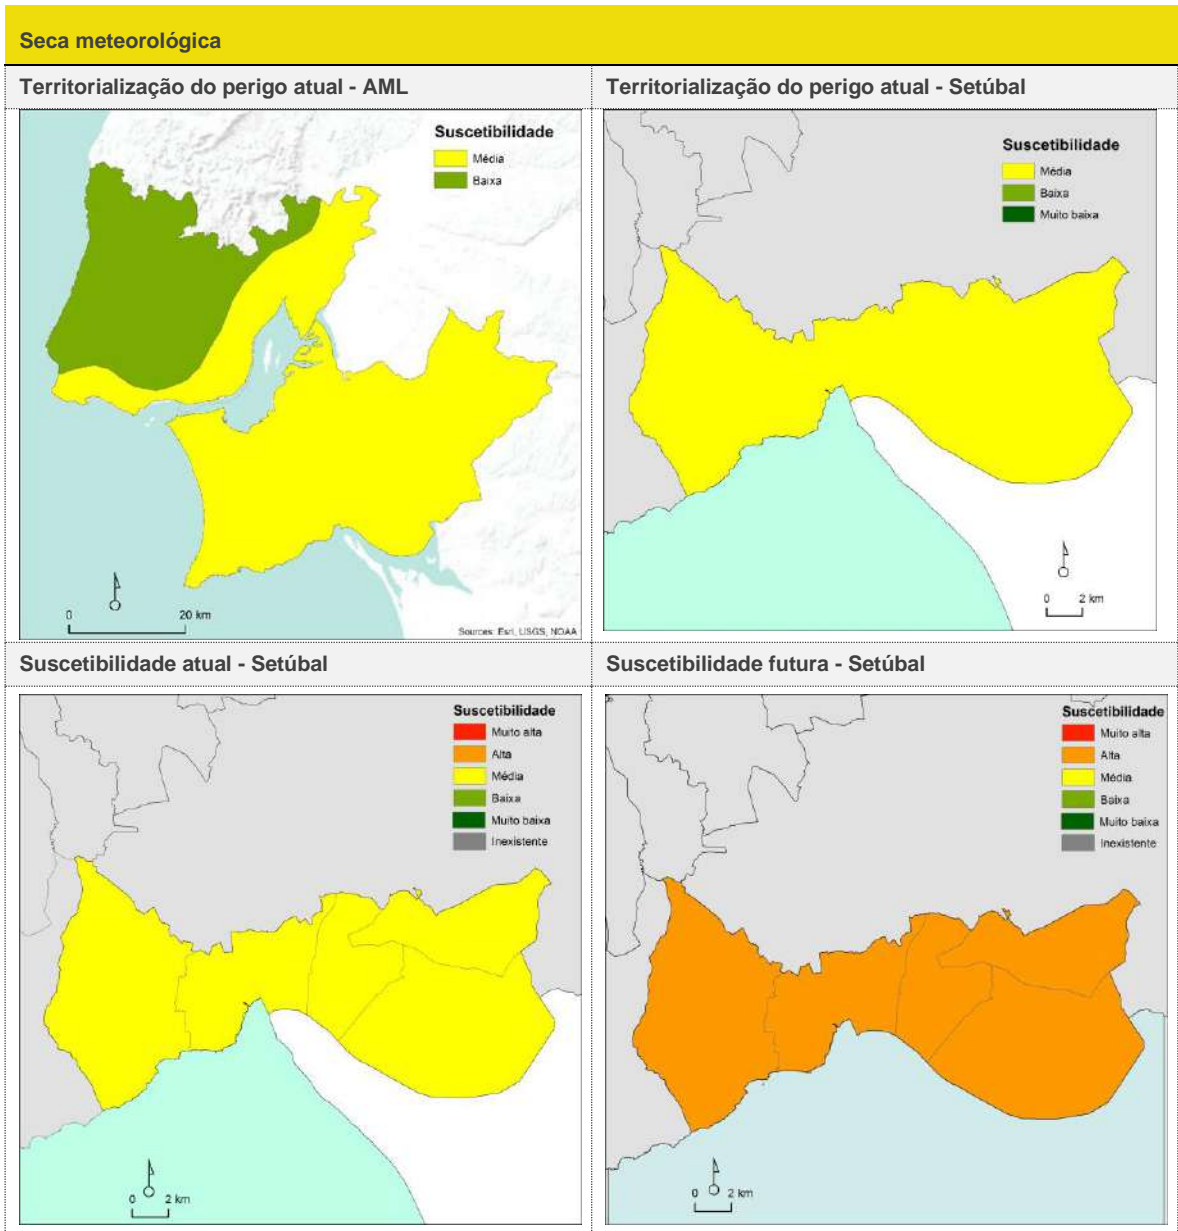 Seca meteorológica
Territorialização do perigo atual - AML
Territorialização do perigo atual - Setúbal
Suscetibilidade
Média
Baixa
0 20 km
Sources: Esri, USGS, NOAA
Suscetibilidade
Média
Baixa
Muito baixa
0 2 km
Suscetibilidade atual - Setúbal
Suscetibilidade futura - Setúbal
Suscetibilidade
Muito alta
Alta
Média
Baixa
Muito baixa
Inexistente
0 2 km
Suscetibilidade
Muito alta
Alta
Média
Baixa
Muito baixa
Inexistente
0 2 km